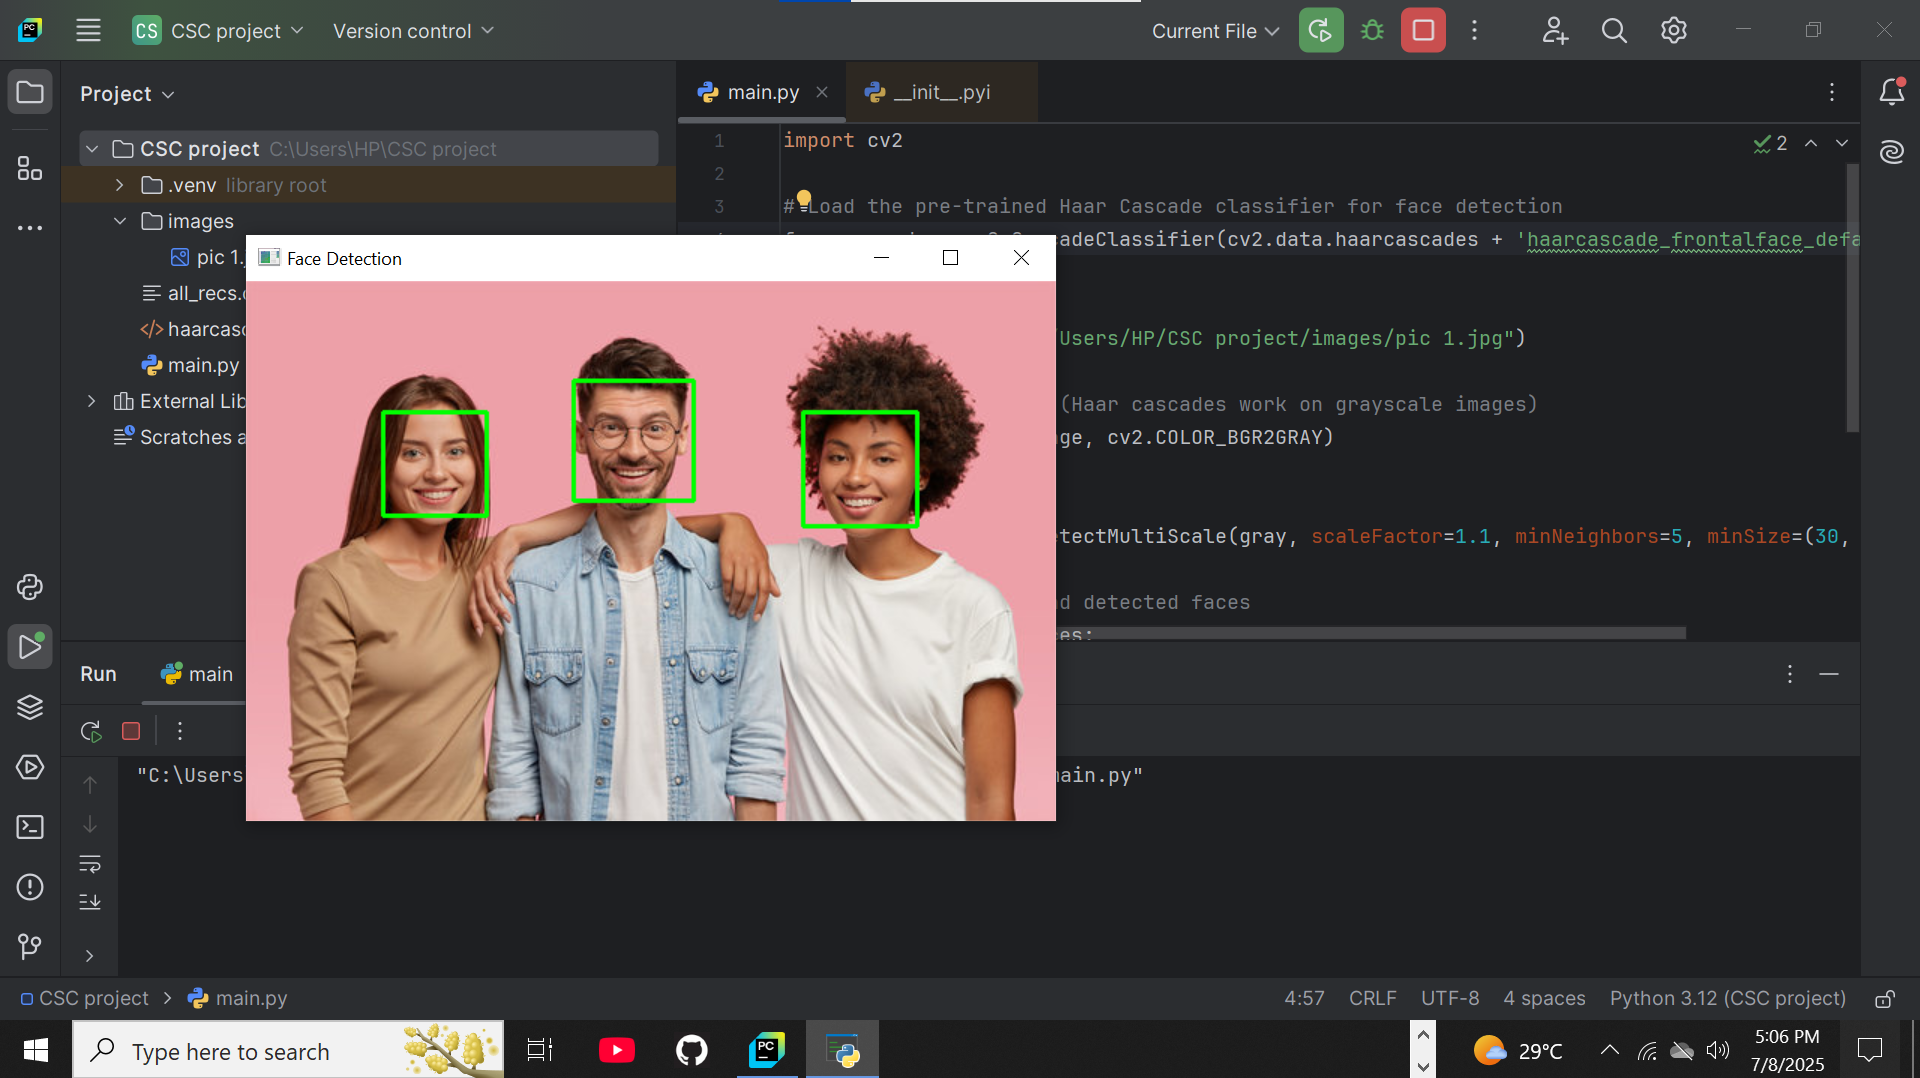 CS CSC project Version control Current File
Project
main.py __init__.pyi
CSC project C:\Users\HP\CSC project
.venv library root
images
pic 1.
all_recs.
haarcasc
main.py
External Lib
Scratches a
1 import cv2 2
2
3 # Load the pre-trained Haar Cascade classifier for face detection
adeClassifier(cv2.data.haarcascades + 'haarcascade_frontalface_defa
Users/HP/CSC project/images/pic 1.jpg")
(Haar cascades work on grayscale images)
ge, cv2.COLOR_BGR2GRAY)
tectMultiScale(gray, scaleFactor=1.1, minNeighbors=5, minSize=(30,
d detected faces
es:
Face Detection
Run main
"C:\Users
main.py"
CSC project > main.py 4:57 CRLF UTF-8 4 spaces Python 3.12 (CSC project)
Type here to search PC 29°C 5:06 PM
7/8/2025